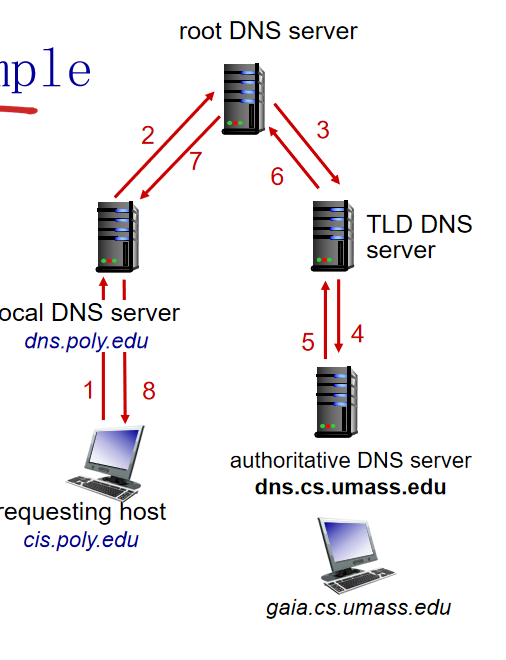 root DNS server
mple
2
3
7
6
TLD DNS
server
ocal DNS server
dns.poly.edu
5
4
1
8
authoritative DNS server
dns.cs.umass.edu
requesting host
cis.poly.edu
gaia.cs.umass.edu